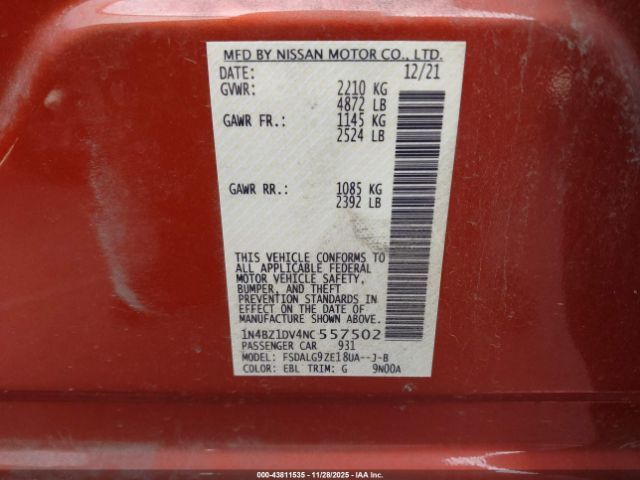 MFD BY NISSAN MOTOR CO., LTD.
DATE: 12/21
GVWR: 2210 KG
4872 LB
GAWR FR.: 1145 KG
2524 LB
GAWR RR.: 1085 KG
2392 LB
THIS VEHICLE CONFORMS TO
ALL APPLICABLE FEDERAL
MOTOR VEHICLE SAFETY,
BUMPER, AND THEFT
PREVENTION STANDARDS IN
EFFECT ON THE DATE OF
MANUFACTURE SHOWN ABOVE.
1N4BZ1DV4NC 557502
PASSENGER CAR 931
MODEL: FSDALG9ZE18UA--J-B
COLOR: EBL TRIM: G 9N00A
000-43811535 - 11/28/2025 - IAA Inc.